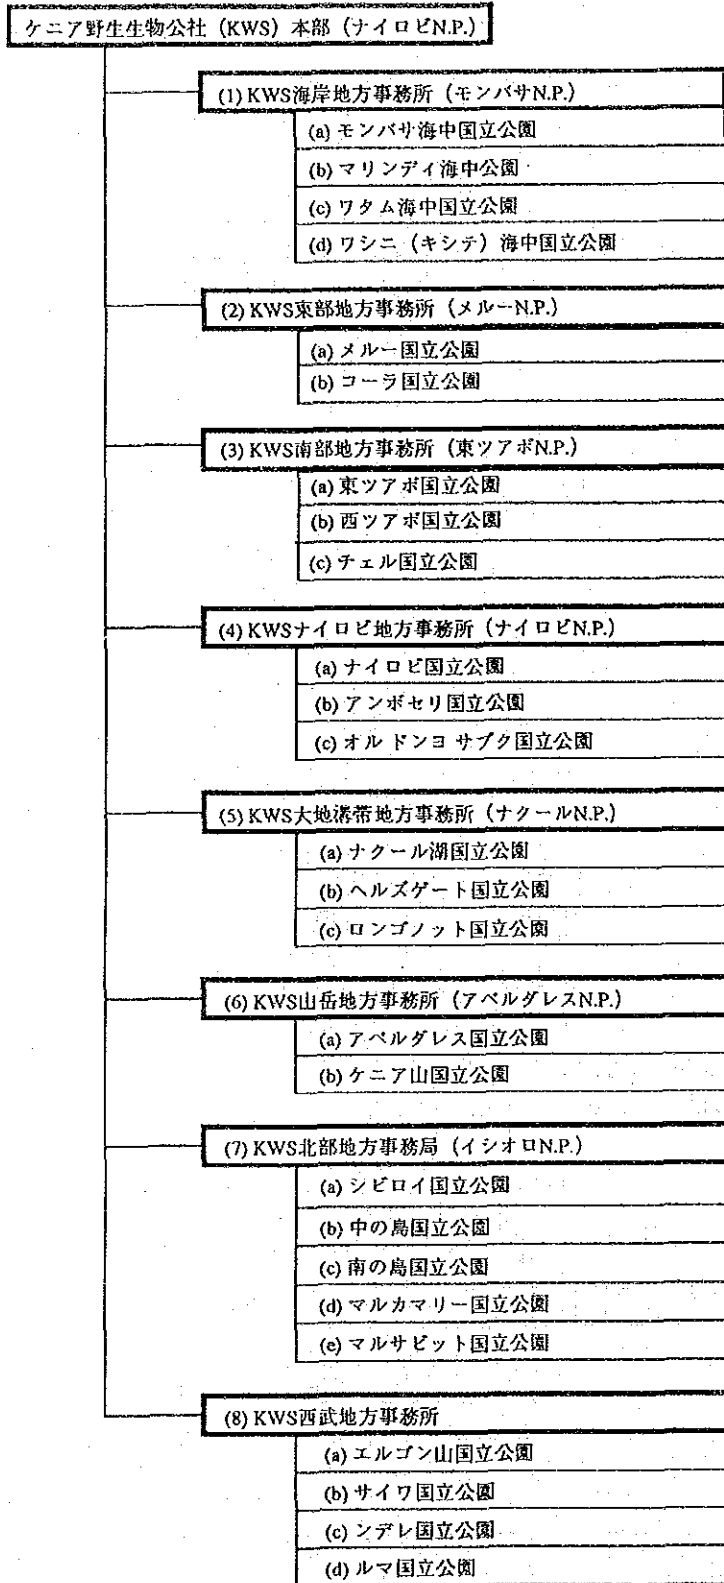 ケニア野生生物公社（KWS）本部（ナイロビN.P.）
(1) KWS海岸地方事務所（モンバサN.P.）
(a) モンバサ海中国立公園
(b) マリンディ海中公園
(c) ワタム海中国立公園
(d) ワシニ（キシテ）海中国立公園
(2) KWS東部地方事務所（メルーN.P.）
(a) メルー国立公園
(b) コーラ国立公園
(3) KWS南部地方事務所（東ツアボN.P.）
(a) 東ツアボ国立公園
(b) 西ツアボ国立公園
(c) チェル国立公園
(4) KWSナイロビ地方事務所（ナイロビN.P.）
(a) ナイロビ国立公園
(b) アンボセリ国立公園
(c) オル ドンヨ サブク国立公園
(5) KWS大地溝帯地方事務所（ナクールN.P.）
(a) ナクール湖国立公園
(b) ヘルズゲート国立公園
(c) ロンゴノット国立公園
(6) KWS山岳地方事務所（アベルダレスN.P.）
(a) アベルダレス国立公園
(b) ケニア山国立公園
(7) KWS北部地方事務局（イシオロN.P.）
(a) シビロイ国立公園
(b) 中の島国立公園
(c) 南の島国立公園
(d) マルカマリー国立公園
(e) マルサビット国立公園
(8) KWS西武地方事務所
(a) エルゴン山国立公園
(b) サイワ国立公園
(c) ンデレ国立公園
(d) ルマ国立公園